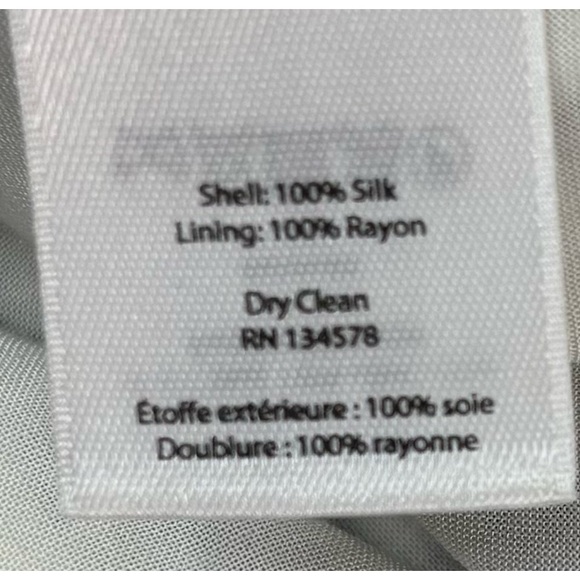 Shell: 100% Silk
Lining: 100% Rayon
Dry Clean
RN 134578
Étoffe extérieure : 100% soie
Doublure : 100% rayonne